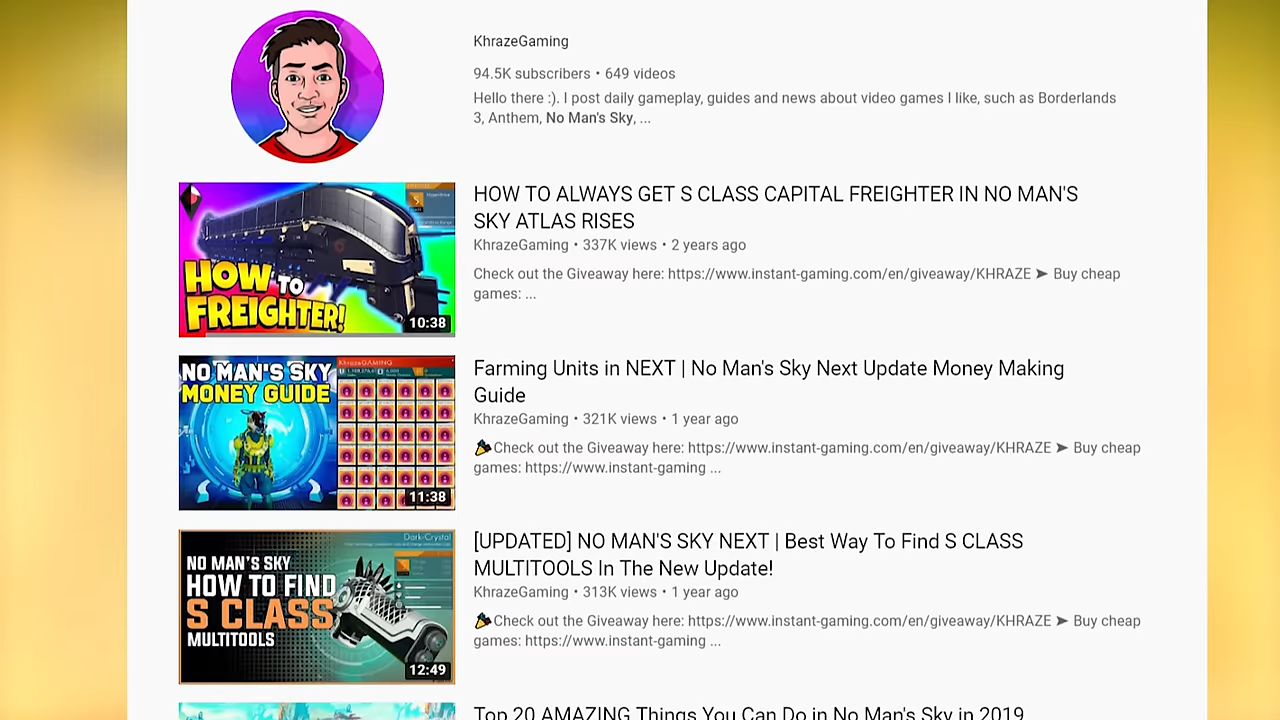 KhrazeGaming
94.5K subscribers • 649 videos
Hello there :). I post daily gameplay, guides and news about video games I like, such as Borderlands
3, Anthem, No Man's Sky, ...
HOW TO FREIGHTER!
10:38
HOW TO ALWAYS GET S CLASS CAPITAL FREIGHTER IN NO MAN'S
SKY ATLAS RISES
KhrazeGaming • 337K views • 2 years ago
Check out the Giveaway here: https://www.instant-gaming.com/en/giveaway/KHRAZE ➤ Buy cheap
games: ...
NO MAN'S SKY
MONEY GUIDE
KhrazeGAMING
11:38
Farming Units in NEXT | No Man's Sky Next Update Money Making
Guide
KhrazeGaming • 321K views • 1 year ago
🎉Check out the Giveaway here: https://www.instant-gaming.com/en/giveaway/KHRAZE ➤ Buy cheap
games: https://www.instant-gaming ...
NO MAN'S SKY
HOW TO FIND
S CLASS
MULTITOOLS
Dark-Crystal
12:49
[UPDATED] NO MAN'S SKY NEXT | Best Way To Find S CLASS
MULTITOOLS In The New Update!
KhrazeGaming • 313K views • 1 year ago
🎉Check out the Giveaway here: https://www.instant-gaming.com/en/giveaway/KHRAZE ➤ Buy cheap
games: https://www.instant-gaming ...
Top 20 AMAZING Things You Can Do in No Man's Sky in 2019